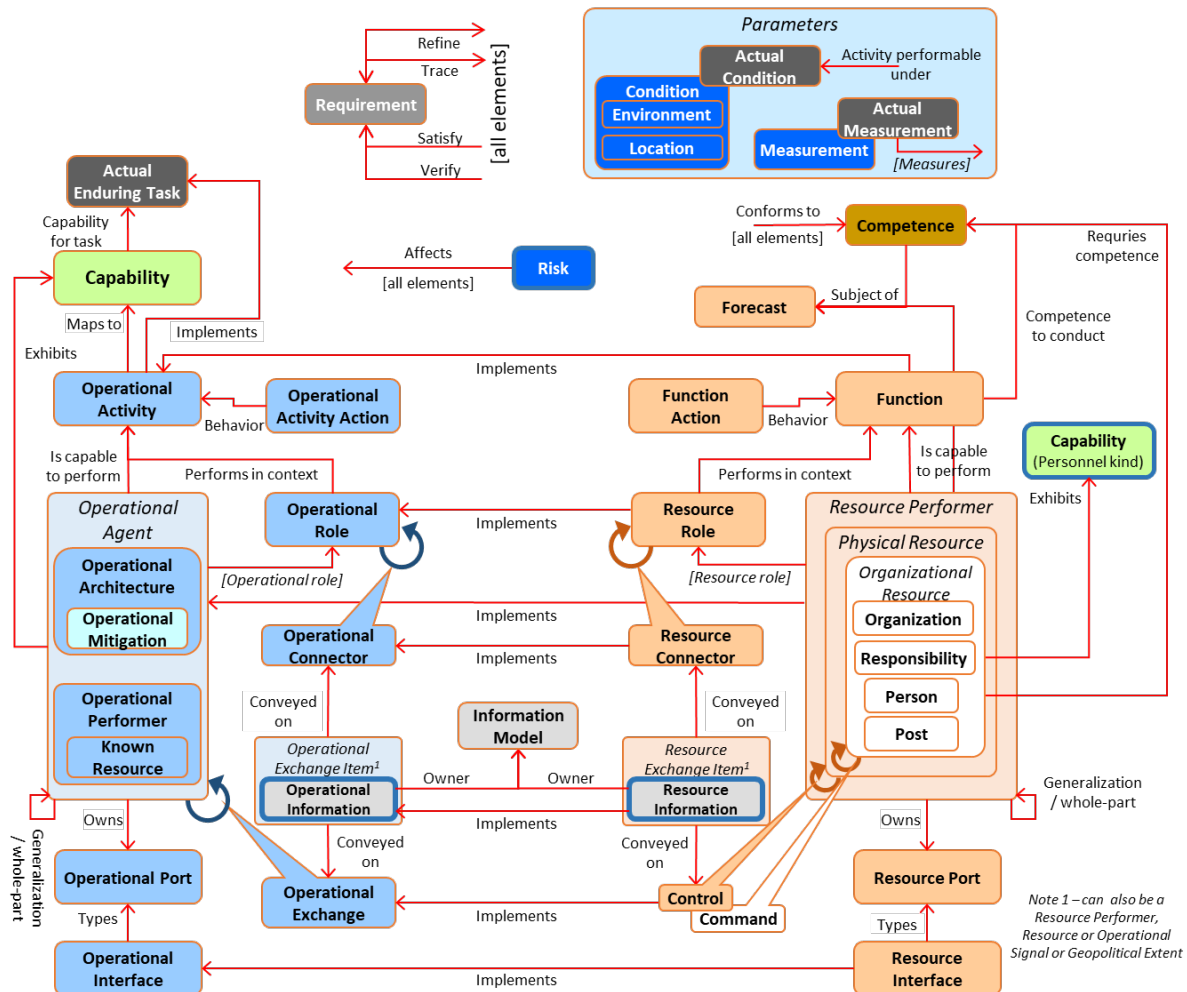 Parameters
Refine
Trace
Requirement
Satisfy
Verify
[all elements]
Actual
Condition
Activity performable
under
Condition
Environment
Location
Actual
Measurement
Measurement
[Measures]
Actual
Enduring Task
Capability
for task
Capability
Maps to
Implements
Exhibits
Affects
[all elements]
Risk
Conforms to
[all elements]
Competence
Requries
competence
Forecast
Subject of
Competence
to conduct
Implements
Operational
Activity
Operational
Activity Action
Behavior
Function
Action
Behavior
Function
Is capable
to perform
Performs in context
Performs in context
Is capable
to perform
Capability
(Personnel kind)
Exhibits
Operational
Agent
Operational
Architecture
Operational
Mitigation
Operational
Performer
Known
Resource
Operational
Role
Implements
Resource
Role
[Operational role]
[Resource role]
Implements
Resource Performer
Physical Resource
Organizational
Resource
Organization
Responsibility
Person
Post
Operational
Connector
Implements
Resource
Connector
Conveyed
on
Information
Model
Conveyed
on
Operational
Exchange Item1
Operational
Information
Owner
Owner
Resource
Exchange Item1
Resource
Information
Implements
Generalization
/ whole-part
Owns
Conveyed
on
Conveyed
on
Generalization
/ whole-part
Owns
Operational Port
Operational
Exchange
Implements
Control
Command
Resource Port
Types
Types
Note 1 – can also be a
Resource Performer,
Resource or Operational
Signal or Geopolitical Extent
Operational
Interface
Implements
Resource
Interface